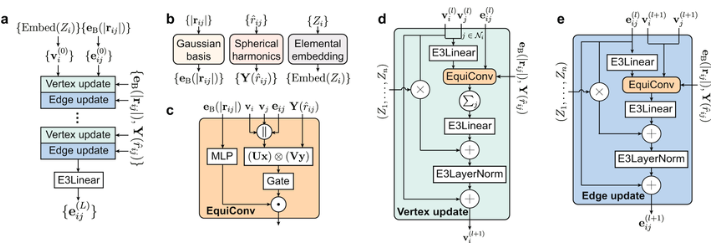 a
{Embed(Z_i)} {e_B(|r_ij|)}
{v_i^(0)} {e_ij^(0)}
Vertex update
Edge update
⋮
Vertex update
Edge update
E3Linear
{e_ij^(L)}
{e_B(|r_ij|), Y(r̂_ij)}
b
{|r_ij|} {r̂_ij} {Z_i}
Gaussian basis
Spherical harmonics
Elemental embedding
{e_B(|r_ij|)} {Y(r̂_ij)} {Embed(Z_i)}
c
e_B(|r_ij|) v_i v_j e_ij Y(r̂_ij)
||
MLP
(Ux) ⊗ (Vy)
Gate
⊙
EquiConv
d
v_i^(l) v_j^(l) e_ij^(l)
j ∈ N_i
E3Linear
EquiConv
×
Σ_j
E3Linear
+
E3LayerNorm
+
Vertex update
v_i^(l+1)
(Z_1, ..., Z_n)
e_B(|r_ij|), Y(r̂_ij)
e
e_ij^(l) v_i^(l+1) v_j^(l+1)
E3Linear
EquiConv
×
E3Linear
+
E3LayerNorm
+
Edge update
e_ij^(l+1)
(Z_1, ..., Z_n)
e_B(|r_ij|), Y(r̂_ij)